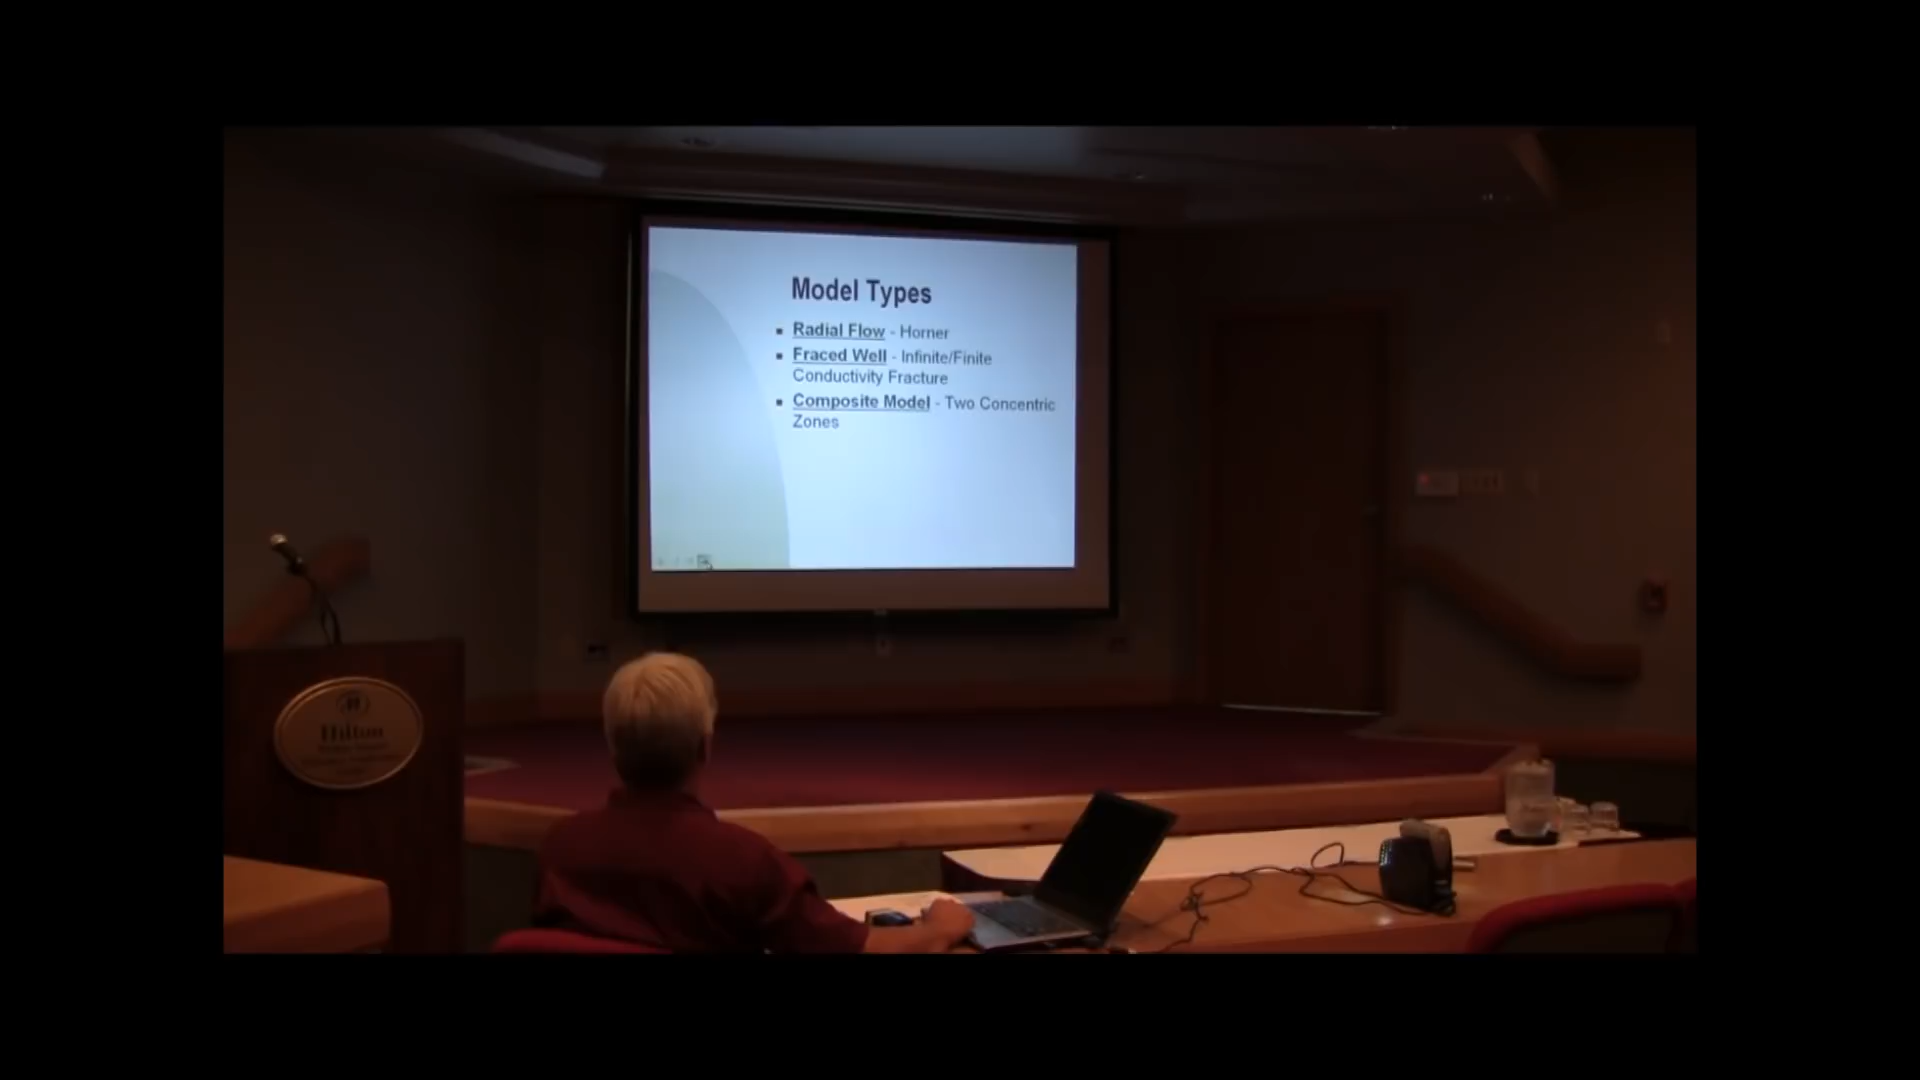 Model Types
▪ Radial Flow - Horner
▪ Fraced Well - Infinite/Finite
Conductivity Fracture
▪ Composite Model - Two Concentric
Zones
Hilton